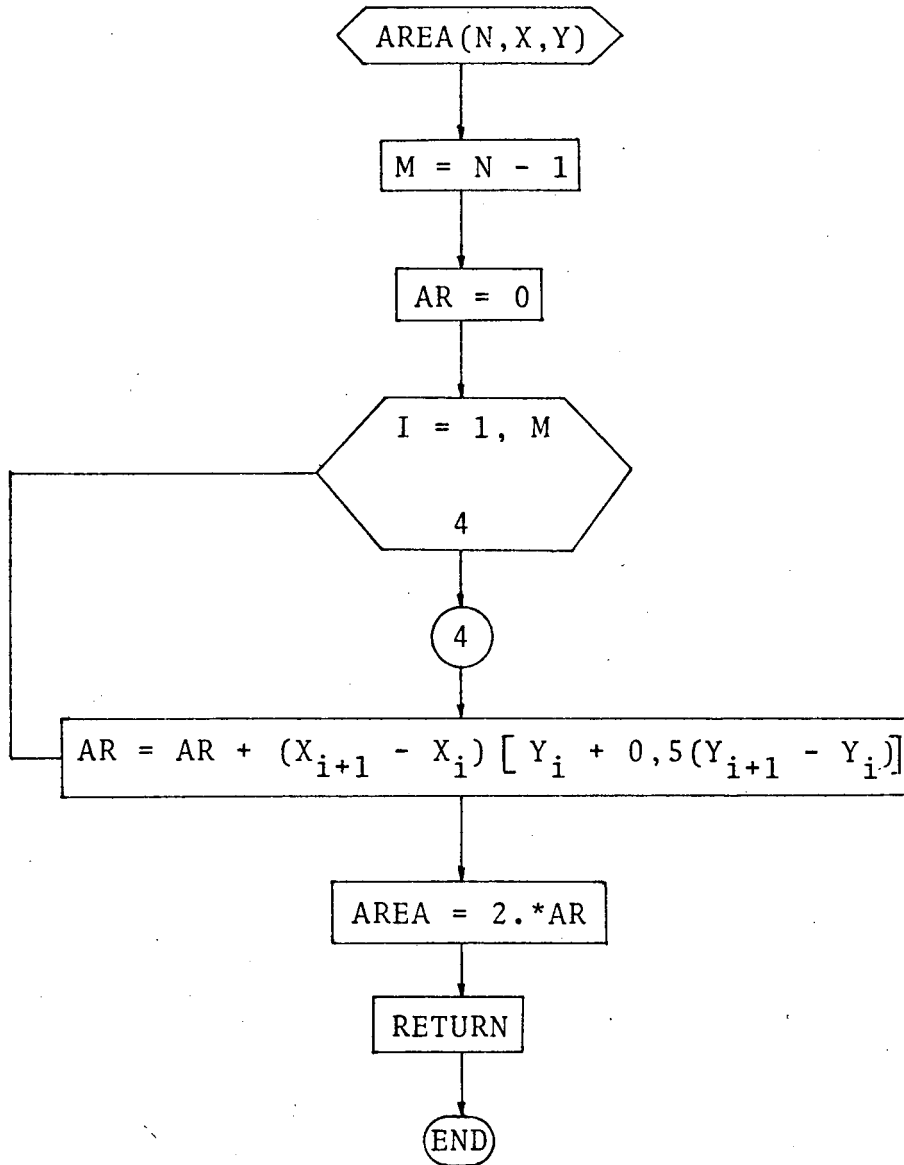 AREA(N,X,Y)
M = N - 1
AR = 0
I = 1, M
4
4
AR = AR + (X_{i+1} - X_i) [ Y_i + 0,5(Y_{i+1} - Y_i)]
AREA = 2.*AR
RETURN
END